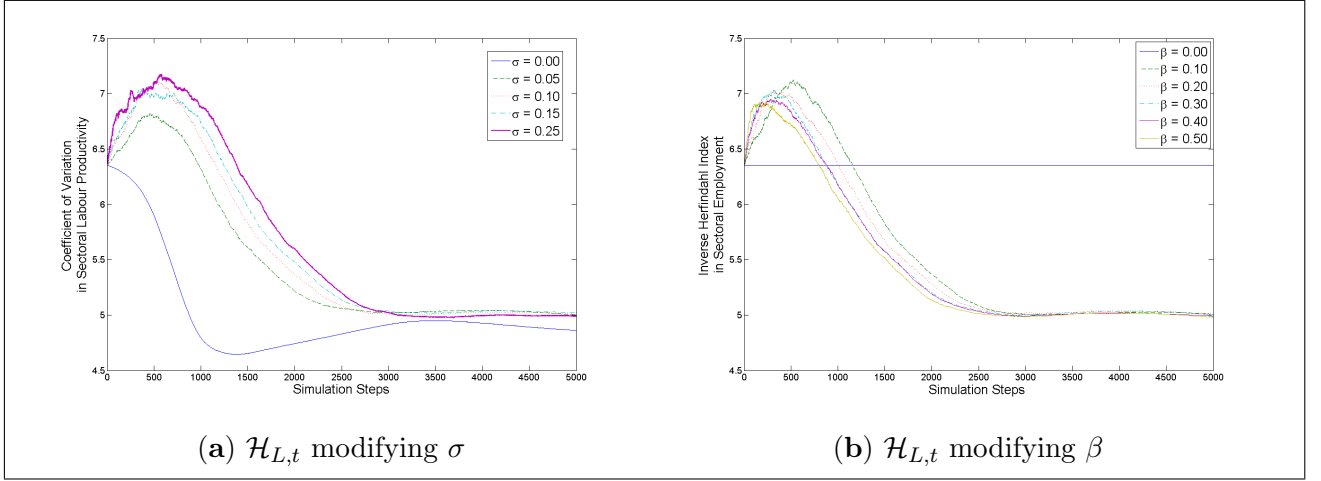 7.5
7
6.5
6
5.5
5
4.5
0 500 1000 1500 2000 2500 3000 3500 4000 4500 5000
Simulation Steps
Coefficient of Variation
in Sectoral Labour Productivity
σ = 0.00
σ = 0.05
σ = 0.10
σ = 0.15
σ = 0.25
(a) ℋL,t modifying σ
7.5
7
6.5
6
5.5
5
4.5
0 500 1000 1500 2000 2500 3000 3500 4000 4500 5000
Simulation Steps
Inverse Herfindahl Index
in Sectoral Employment
β = 0.00
β = 0.10
β = 0.20
β = 0.30
β = 0.40
β = 0.50
(b) ℋL,t modifying β